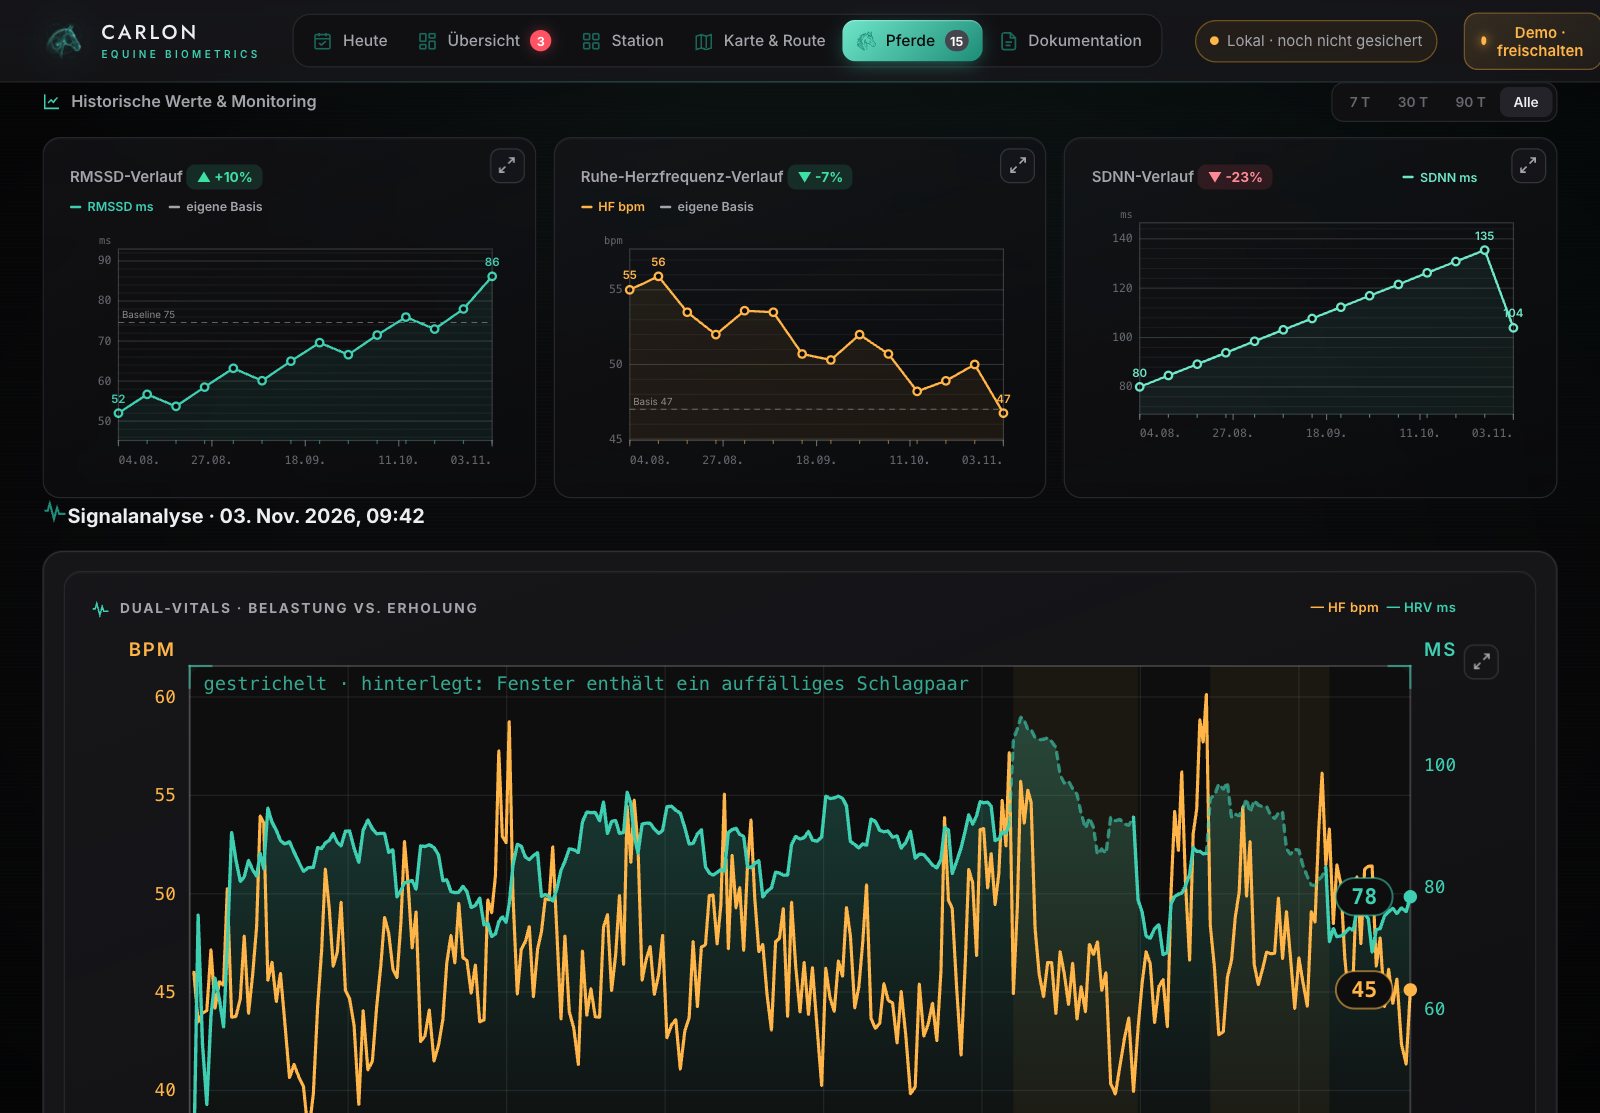 CARLON
EQUINE BIOMETRICS
Heute
Übersicht 3
Station
Karte & Route
Pferde 15
Dokumentation
Lokal · noch nicht gesichert
Demo ·
freischalten
Historische Werte & Monitoring
7 T 30 T 90 T Alle
RMSSD-Verlauf ▲ +10%
RMSSD ms eigene Basis
ms
90
80
70
60
50
Baseline 75
52
86
04.08. 27.08. 18.09. 11.10. 03.11.
Ruhe-Herzfrequenz-Verlauf ▼ -7%
HF bpm eigene Basis
bpm
55
50
45
55
56
Basis 47
47
04.08. 27.08. 18.09. 11.10. 03.11.
SDNN-Verlauf ▼ -23%
SDNN ms
ms
140
120
100
80
80
135
104
04.08. 27.08. 18.09. 11.10. 03.11.
Signalanalyse · 03. Nov. 2026, 09:42
DUAL-VITALS · BELASTUNG VS. ERHOLUNG
HF bpm HRV ms
BPM
MS
gestrichelt · hinterlegt: Fenster enthält ein auffälliges Schlagpaar
60
55
50
45
40
100
80
60
78
45